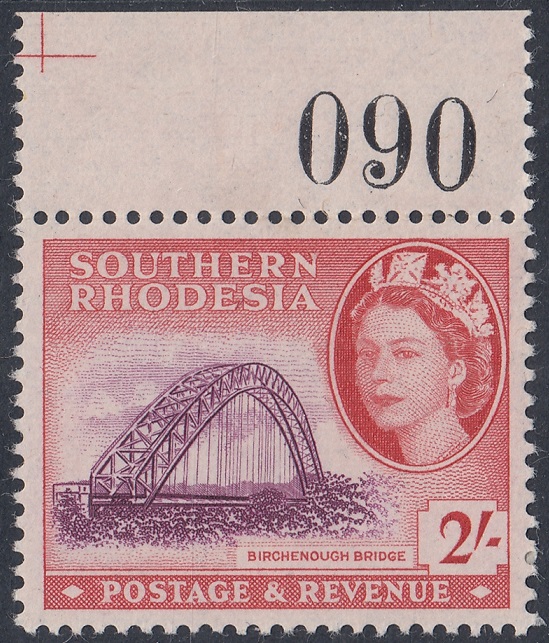 090
SOUTHERN
RHODESIA
BIRCHENOUGH BRIDGE
2/-
POSTAGE & REVENUE